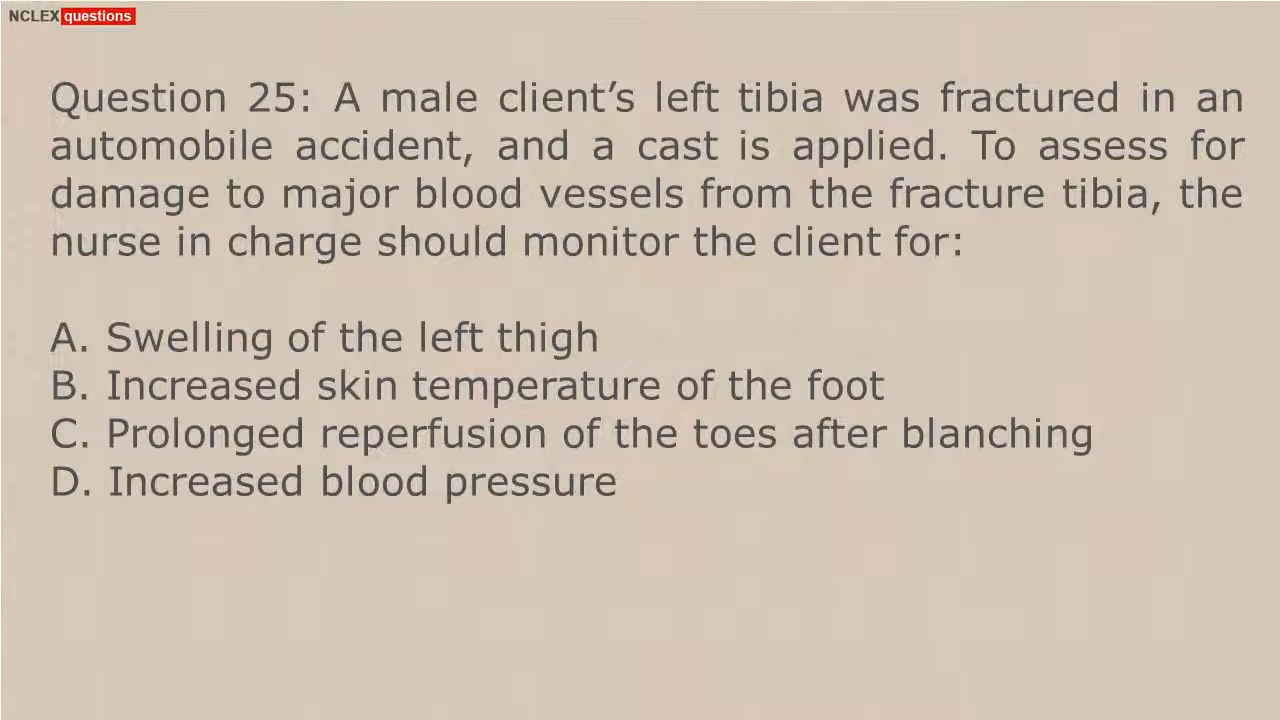 NCLEX questions
Question 25: A male client’s left tibia was fractured in an
automobile accident, and a cast is applied. To assess for
damage to major blood vessels from the fracture tibia, the
nurse in charge should monitor the client for:
A. Swelling of the left thigh
B. Increased skin temperature of the foot
C. Prolonged reperfusion of the toes after blanching
D. Increased blood pressure